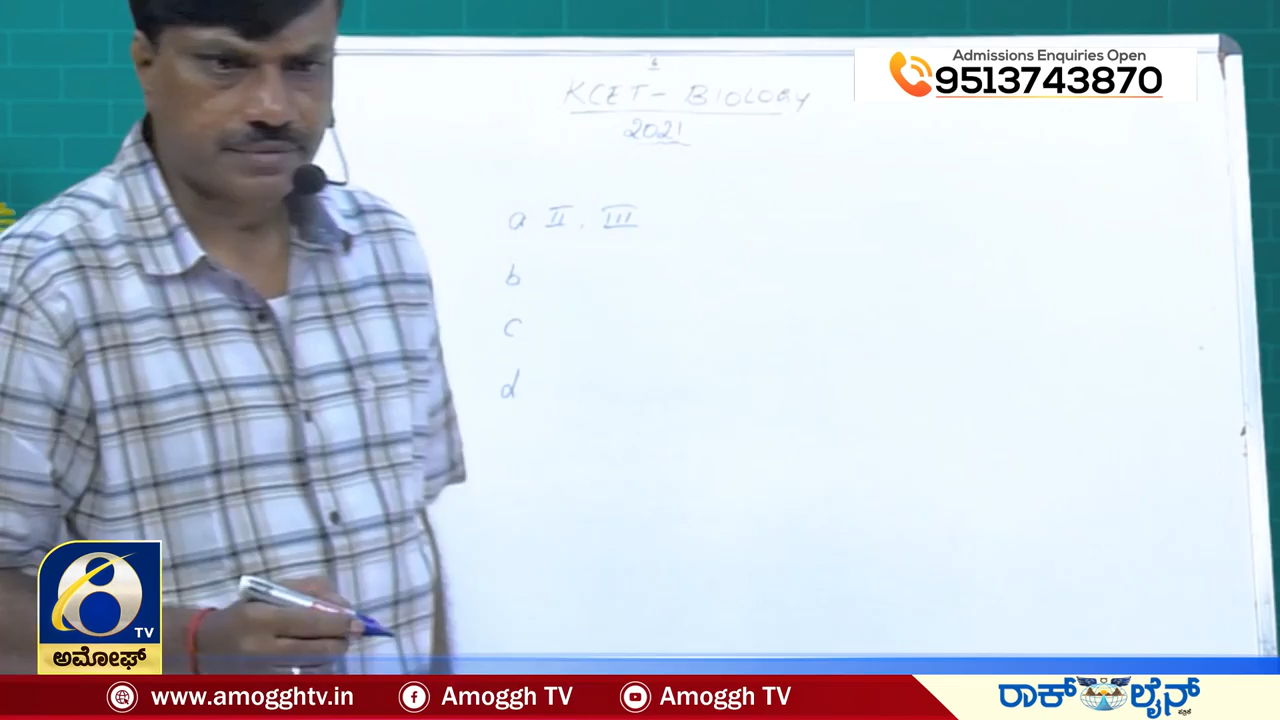 Admissions Enquiries Open
9513743870
KCET - BIOLOGY
2021
a II, III
b
c
d
8
TV
ಅಮೋಘ್
www.amogghtv.in
Amoggh TV
Amoggh TV
ರಾಕ್ ಲೈನ್
ಪತ್ರಿಕೆ